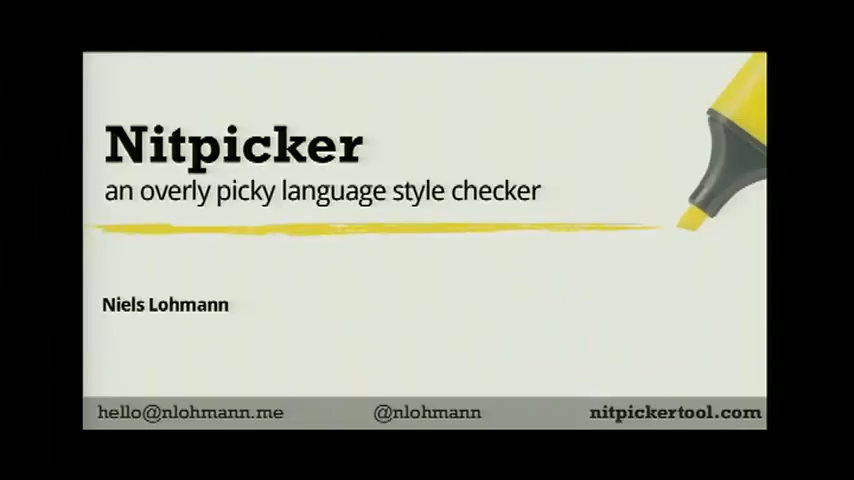 Nitpicker
an overly picky language style checker
Niels Lohmann
hello@nlohmann.me @nlohmann nitpickertool.com